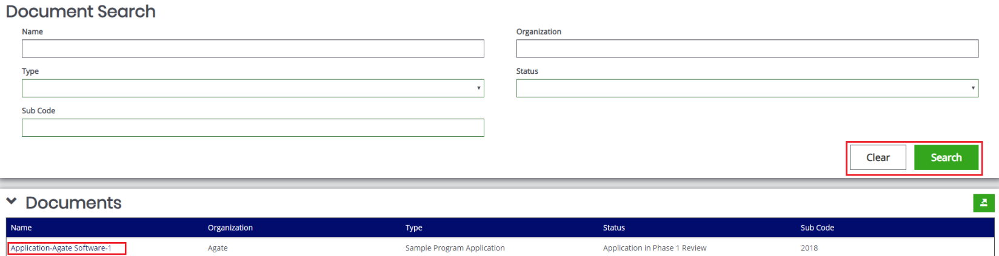 Document Search
Name
Organization
Type
Status
Sub Code
Clear
Search
Documents
Name Organization Type Status Sub Code
Application-Agate Software-1 Agate Sample Program Application Application in Phase 1 Review 2018